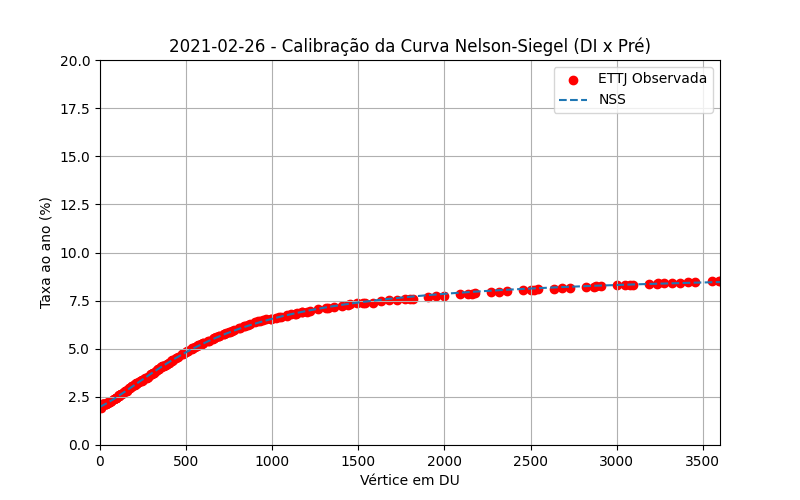 2021-02-26 - Calibração da Curva Nelson-Siegel (DI x Pré)
20.0
17.5
15.0
12.5
10.0
7.5
5.0
2.5
0.0
Taxa ao ano (%)
ETTJ Observada
NSS
0 500 1000 1500 2000 2500 3000 3500
Vértice em DU